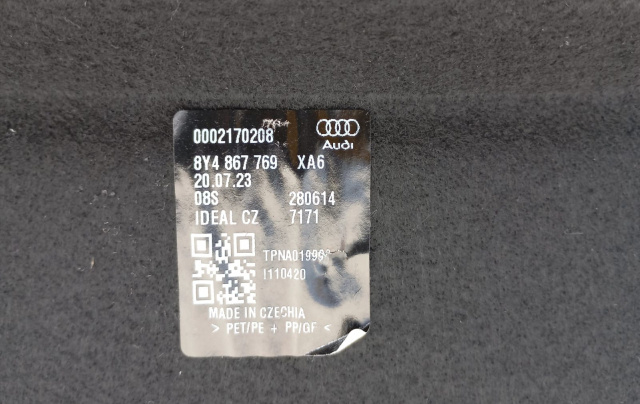 0002170208
Audi
8Y4 867 769 XA6
20.07.23
08S 280614
IDEAL CZ 7171
I110420
MADE IN CZECHIA
> PET/PE + PP/GF <